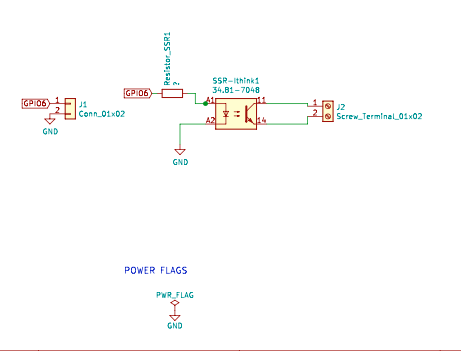 Resistor_SSR1
?
SSR-Ithink1
34.81-7048
GPIO6
1
2
J1
Conn_01x02
GND
GPIO6
A1
A2
11
14
1
2
J2
Screw_Terminal_01x02
GND
POWER FLAGS
PWR_FLAG
GND